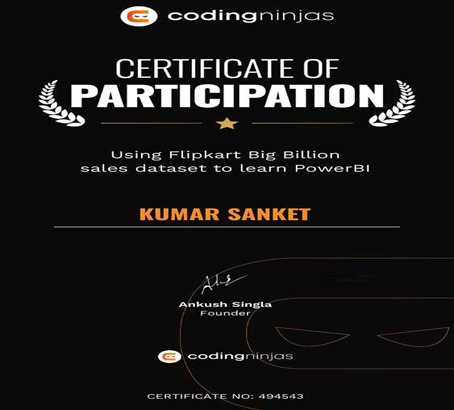 codingninjas
CERTIFICATE OF
PARTICIPATION
Using Flipkart Big Billion
sales dataset to learn PowerBI
KUMAR SANKET
Ankush Singla
Founder
codingninjas
CERTIFICATE NO: 494543